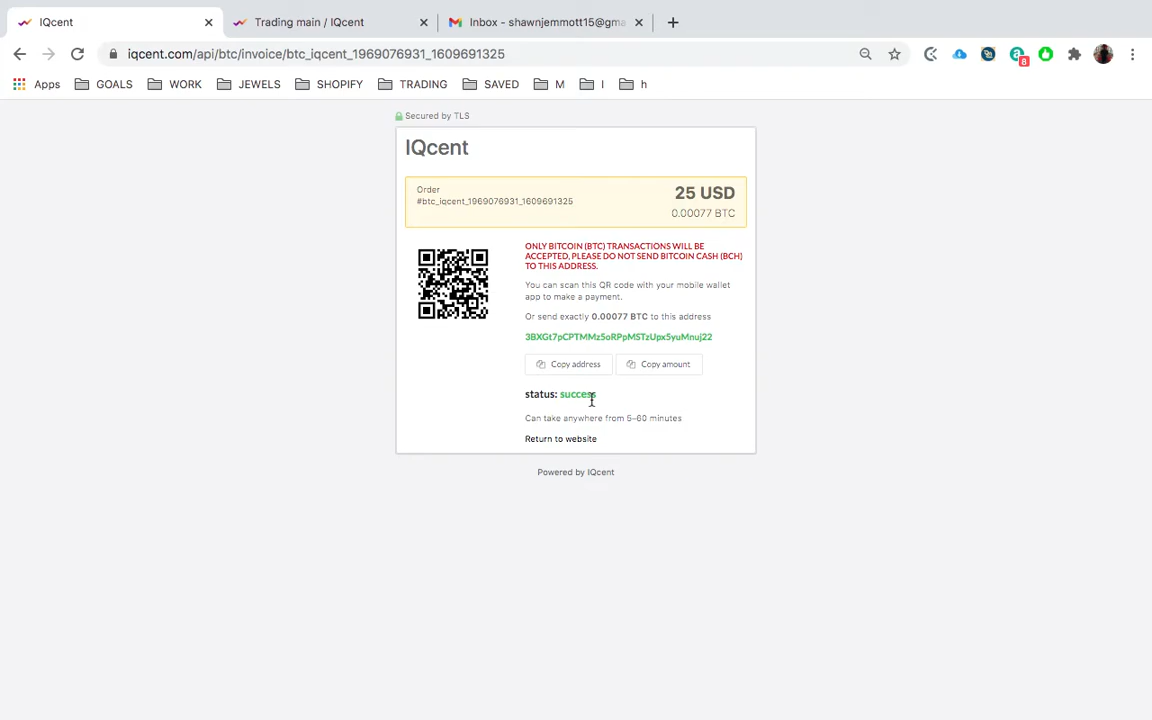 IQcent
Trading main / IQcent
Inbox - shawnjemmott15@gma
iqcent.com/api/btc/invoice/btc_iqcent_1969076931_1609691325
8
Apps
GOALS
WORK
JEWELS
SHOPIFY
TRADING
SAVED
M
I
h
Secured by TLS
IQcent
Order
#btc_iqcent_1969076931_1609691325
25 USD
0.00077 BTC
ONLY BITCOIN (BTC) TRANSACTIONS WILL BE
ACCEPTED, PLEASE DO NOT SEND BITCOIN CASH (BCH)
TO THIS ADDRESS.
You can scan this QR code with your mobile wallet
app to make a payment.
Or send exactly 0.00077 BTC to this address
3BXGt7pCPTMMz5oRPpMSTzUpx5yuMnuj22
Copy address
Copy amount
status: success
Can take anywhere from 5-60 minutes
Return to website
Powered by IQcent